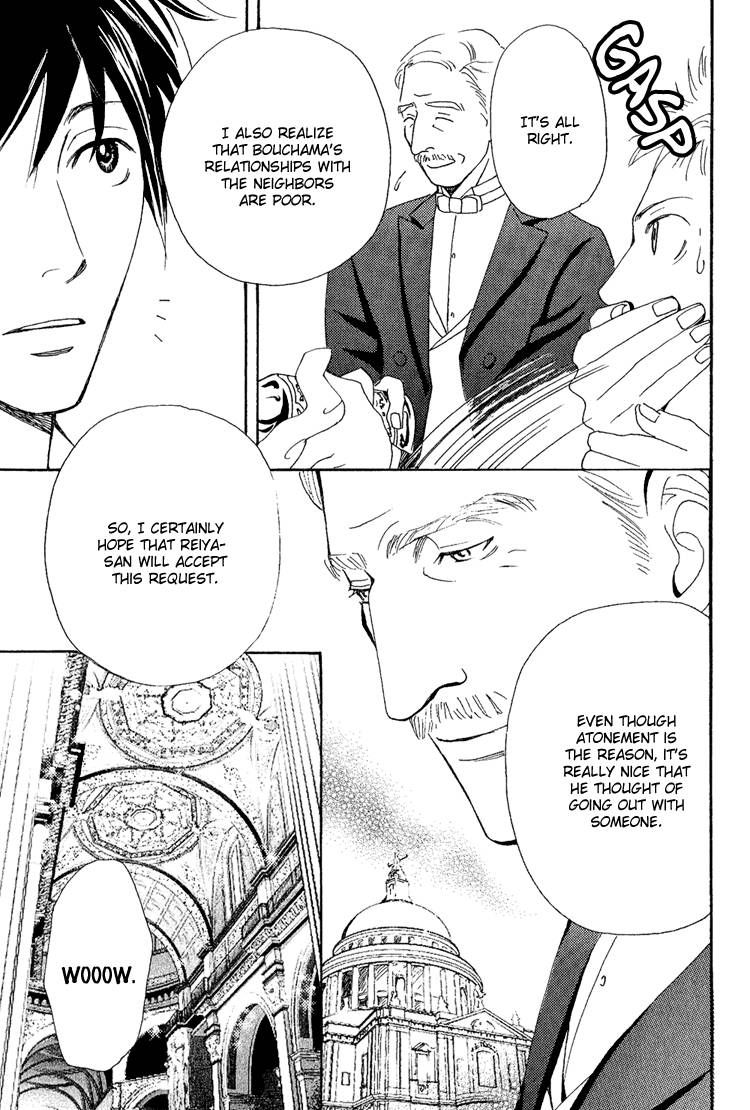 GASP
IT'S ALL
RIGHT.
I ALSO REALIZE
THAT BOUCHAMA'S
RELATIONSHIPS WITH
THE NEIGHBORS
ARE POOR.
EVEN THOUGH
ATONEMENT IS
THE REASON, IT'S
REALLY NICE THAT
HE THOUGHT OF
GOING OUT WITH
SOMEONE.
SO, I CERTAINLY
HOPE THAT REIYA-
SAN WILL ACCEPT
THIS REQUEST.
WOOOW.